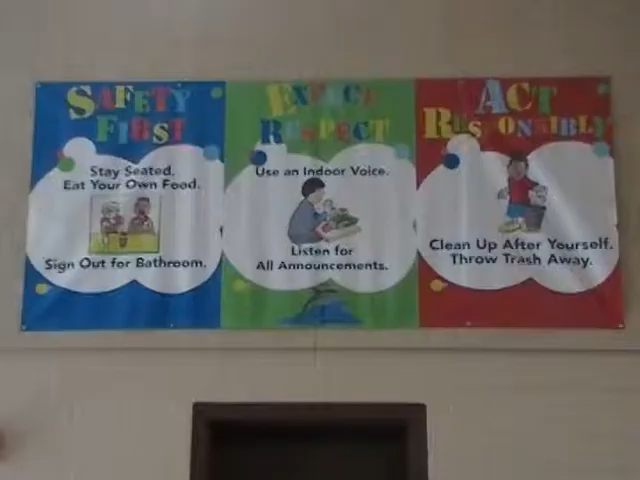 Safety
First
Stay Seated.
Eat Your Own Food.
Sign Out for Bathroom.
Expect
Respect
Use an Indoor Voice.
Listen for
All Announcements.
Act
Responsibly
Clean Up After Yourself.
Throw Trash Away.